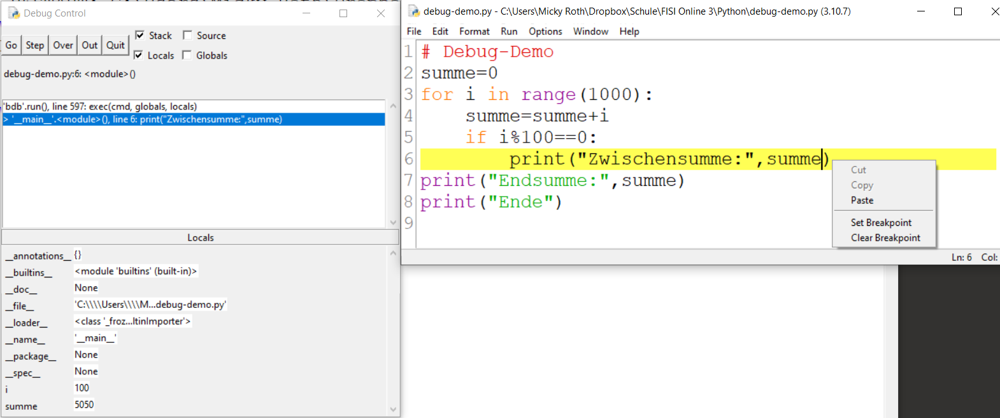 Debug Control
Go Step Over Out Quit
Stack Source
Locals Globals
debug-demo.py:6: <module>()
'bdb'.run(), line 597: exec(cmd, globals, locals)
> '__main__'.<module>(), line 6: print("Zwischensumme:",summe)
Locals
__annotations__ {}
__builtins__ <module 'builtins' (built-in)>
__doc__ None
__file__ 'C:\\\\Users\\\\M...debug-demo.py'
__loader__ <class '_froz...ltinImporter'>
__name__ '__main__'
__package__ None
__spec__ None
i 100
summe 5050
debug-demo.py - C:\Users\Micky Roth\Dropbox\Schule\FISI Online 3\Python\debug-demo.py (3.10.7)
File Edit Format Run Options Window Help
1 # Debug-Demo
2 summe=0
3 for i in range(1000):
4 summe=summe+i
5 if i%100==0:
6 print("Zwischensumme:",summe)
7 print("Endsumme:",summe)
8 print("Ende")
9
Cut
Copy
Paste
Set Breakpoint
Clear Breakpoint
Ln: 6 Col: